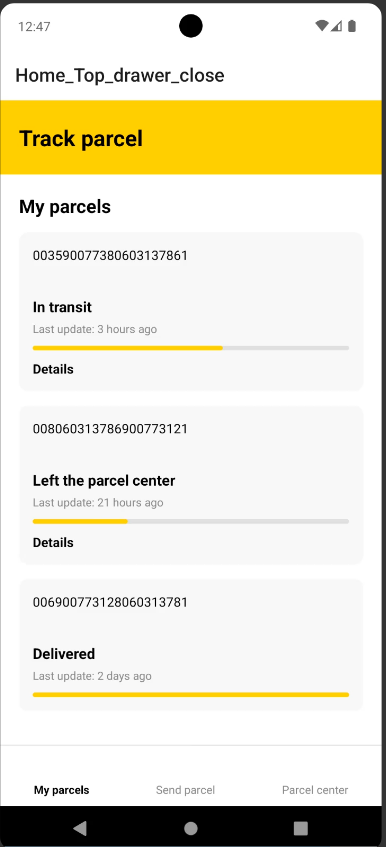 12:47
Home_Top_drawer_close
Track parcel
My parcels
003590077380603137861
In transit
Last update: 3 hours ago
Details
008060313786900773121
Left the parcel center
Last update: 21 hours ago
Details
006900773128060313781
Delivered
Last update: 2 days ago
My parcels Send parcel Parcel center